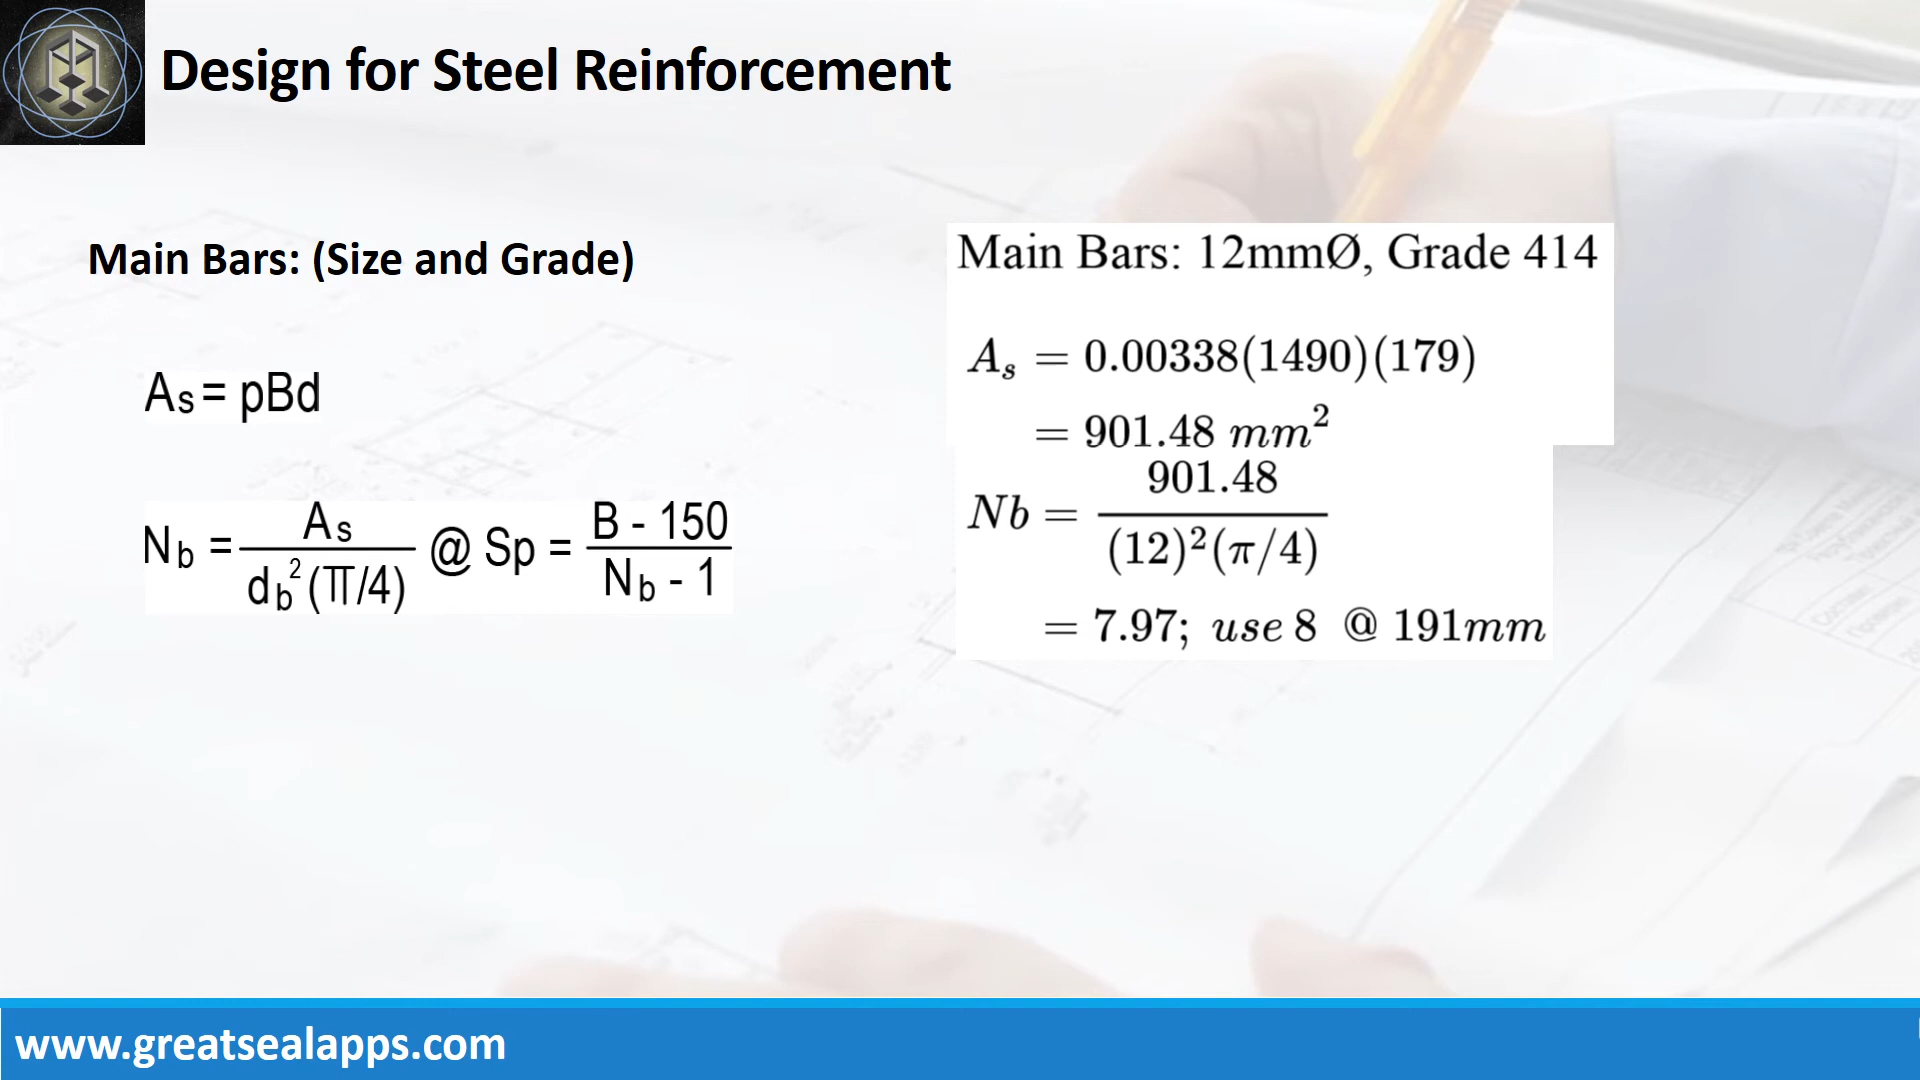 Design for Steel Reinforcement
Main Bars: (Size and Grade)
As = pBd
Nb = As / db²(π/4) @ Sp = B - 150 / Nb - 1
Main Bars: 12mmØ, Grade 414
As = 0.00338(1490)(179)
= 901.48 mm²
Nb = 901.48 / (12)²(π/4)
= 7.97; use 8 @ 191mm
www.greatsealapps.com